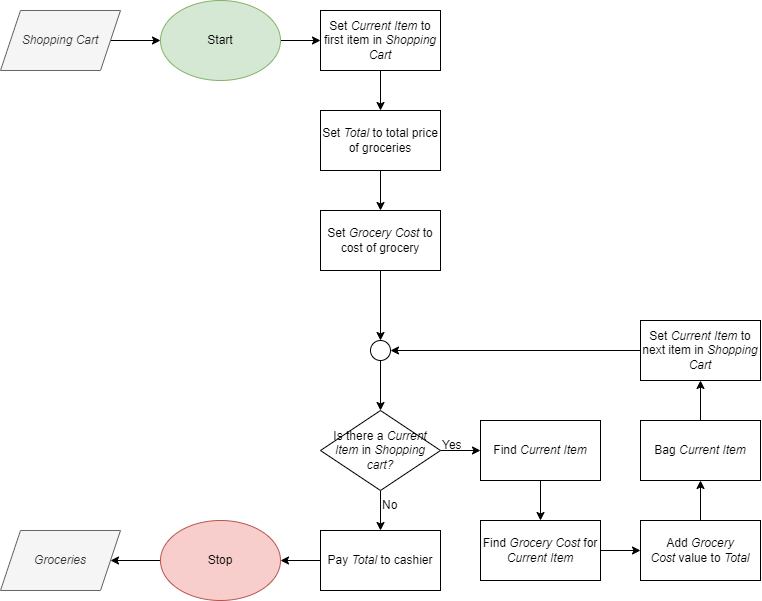 Shopping Cart
Start
Set Current Item to
first item in Shopping
Cart
Set Total to total price
of groceries
Set Grocery Cost to
cost of grocery
Set Current Item to
next item in Shopping
Cart
Is there a Current
Item in Shopping
cart?
Yes
Find Current Item
Bag Current Item
No
Groceries
Stop
Pay Total to cashier
Find Grocery Cost for
Current Item
Add Grocery
Cost value to Total